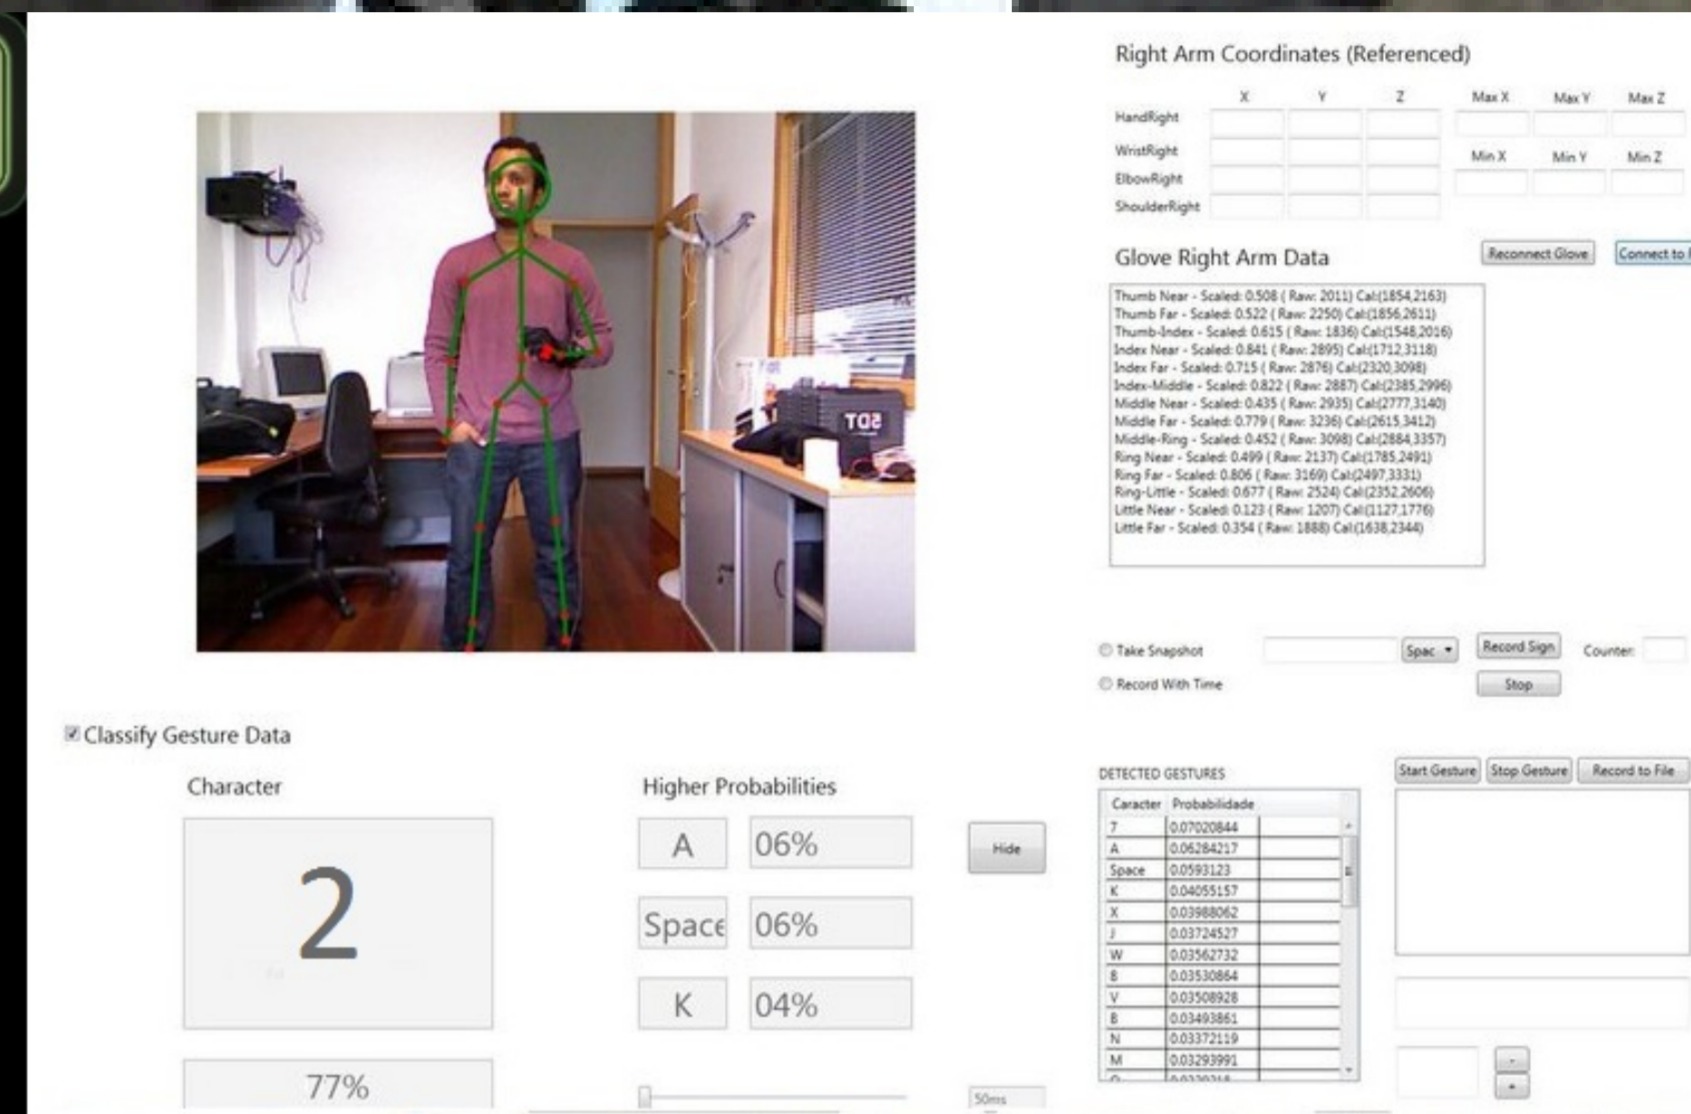 Right Arm Coordinates (Referenced)
X Y Z Max X Max Y Max Z
HandRight
WristRight Min X Min Y Min Z
ElbowRight
ShoulderRight
Glove Right Arm Data Reconnect Glove Connect to
Thumb Near - Scaled: 0.508 ( Raw: 2011) Cal:(1854,2163)
Thumb Far - Scaled: 0.522 ( Raw: 2250) Cal:(1856,2611)
Thumb-Index - Scaled: 0.615 ( Raw: 1836) Cal:(1548,2016)
Index Near - Scaled: 0.841 ( Raw: 2895) Cal:(1712,3118)
Index Far - Scaled: 0.715 ( Raw: 2876) Cal:(2320,3098)
Index-Middle - Scaled: 0.822 ( Raw: 2887) Cal:(2385,2996)
Middle Near - Scaled: 0.435 ( Raw: 2935) Cal:(2777,3140)
Middle Far - Scaled: 0.779 ( Raw: 3236) Cal:(2615,3412)
Middle-Ring - Scaled: 0.452 ( Raw: 3098) Cal:(2884,3357)
Ring Near - Scaled: 0.499 ( Raw: 2137) Cal:(1785,2491)
Ring Far - Scaled: 0.806 ( Raw: 3169) Cal:(2497,3331)
Ring-Little - Scaled: 0.677 ( Raw: 2524) Cal:(2352,2606)
Little Near - Scaled: 0.123 ( Raw: 1207) Cal:(1127,1776)
Little Far - Scaled: 0.354 ( Raw: 1888) Cal:(1638,2344)
5DT
Take Snapshot Spac Record Sign Counter:
Record With Time Stop
Classify Gesture Data
Character
2
77%
Higher Probabilities
A 06%
Space 06%
K 04%
Hide
50ms
DETECTED GESTURES Start Gesture Stop Gesture Record to File
Caracter Probabilidade
7 0.07020844
A 0.06284217
Space 0.0593123
K 0.04055157
X 0.03988062
J 0.03724527
W 0.03562732
8 0.03530864
V 0.03508928
B 0.03493861
N 0.03372119
M 0.03293991
- 
+